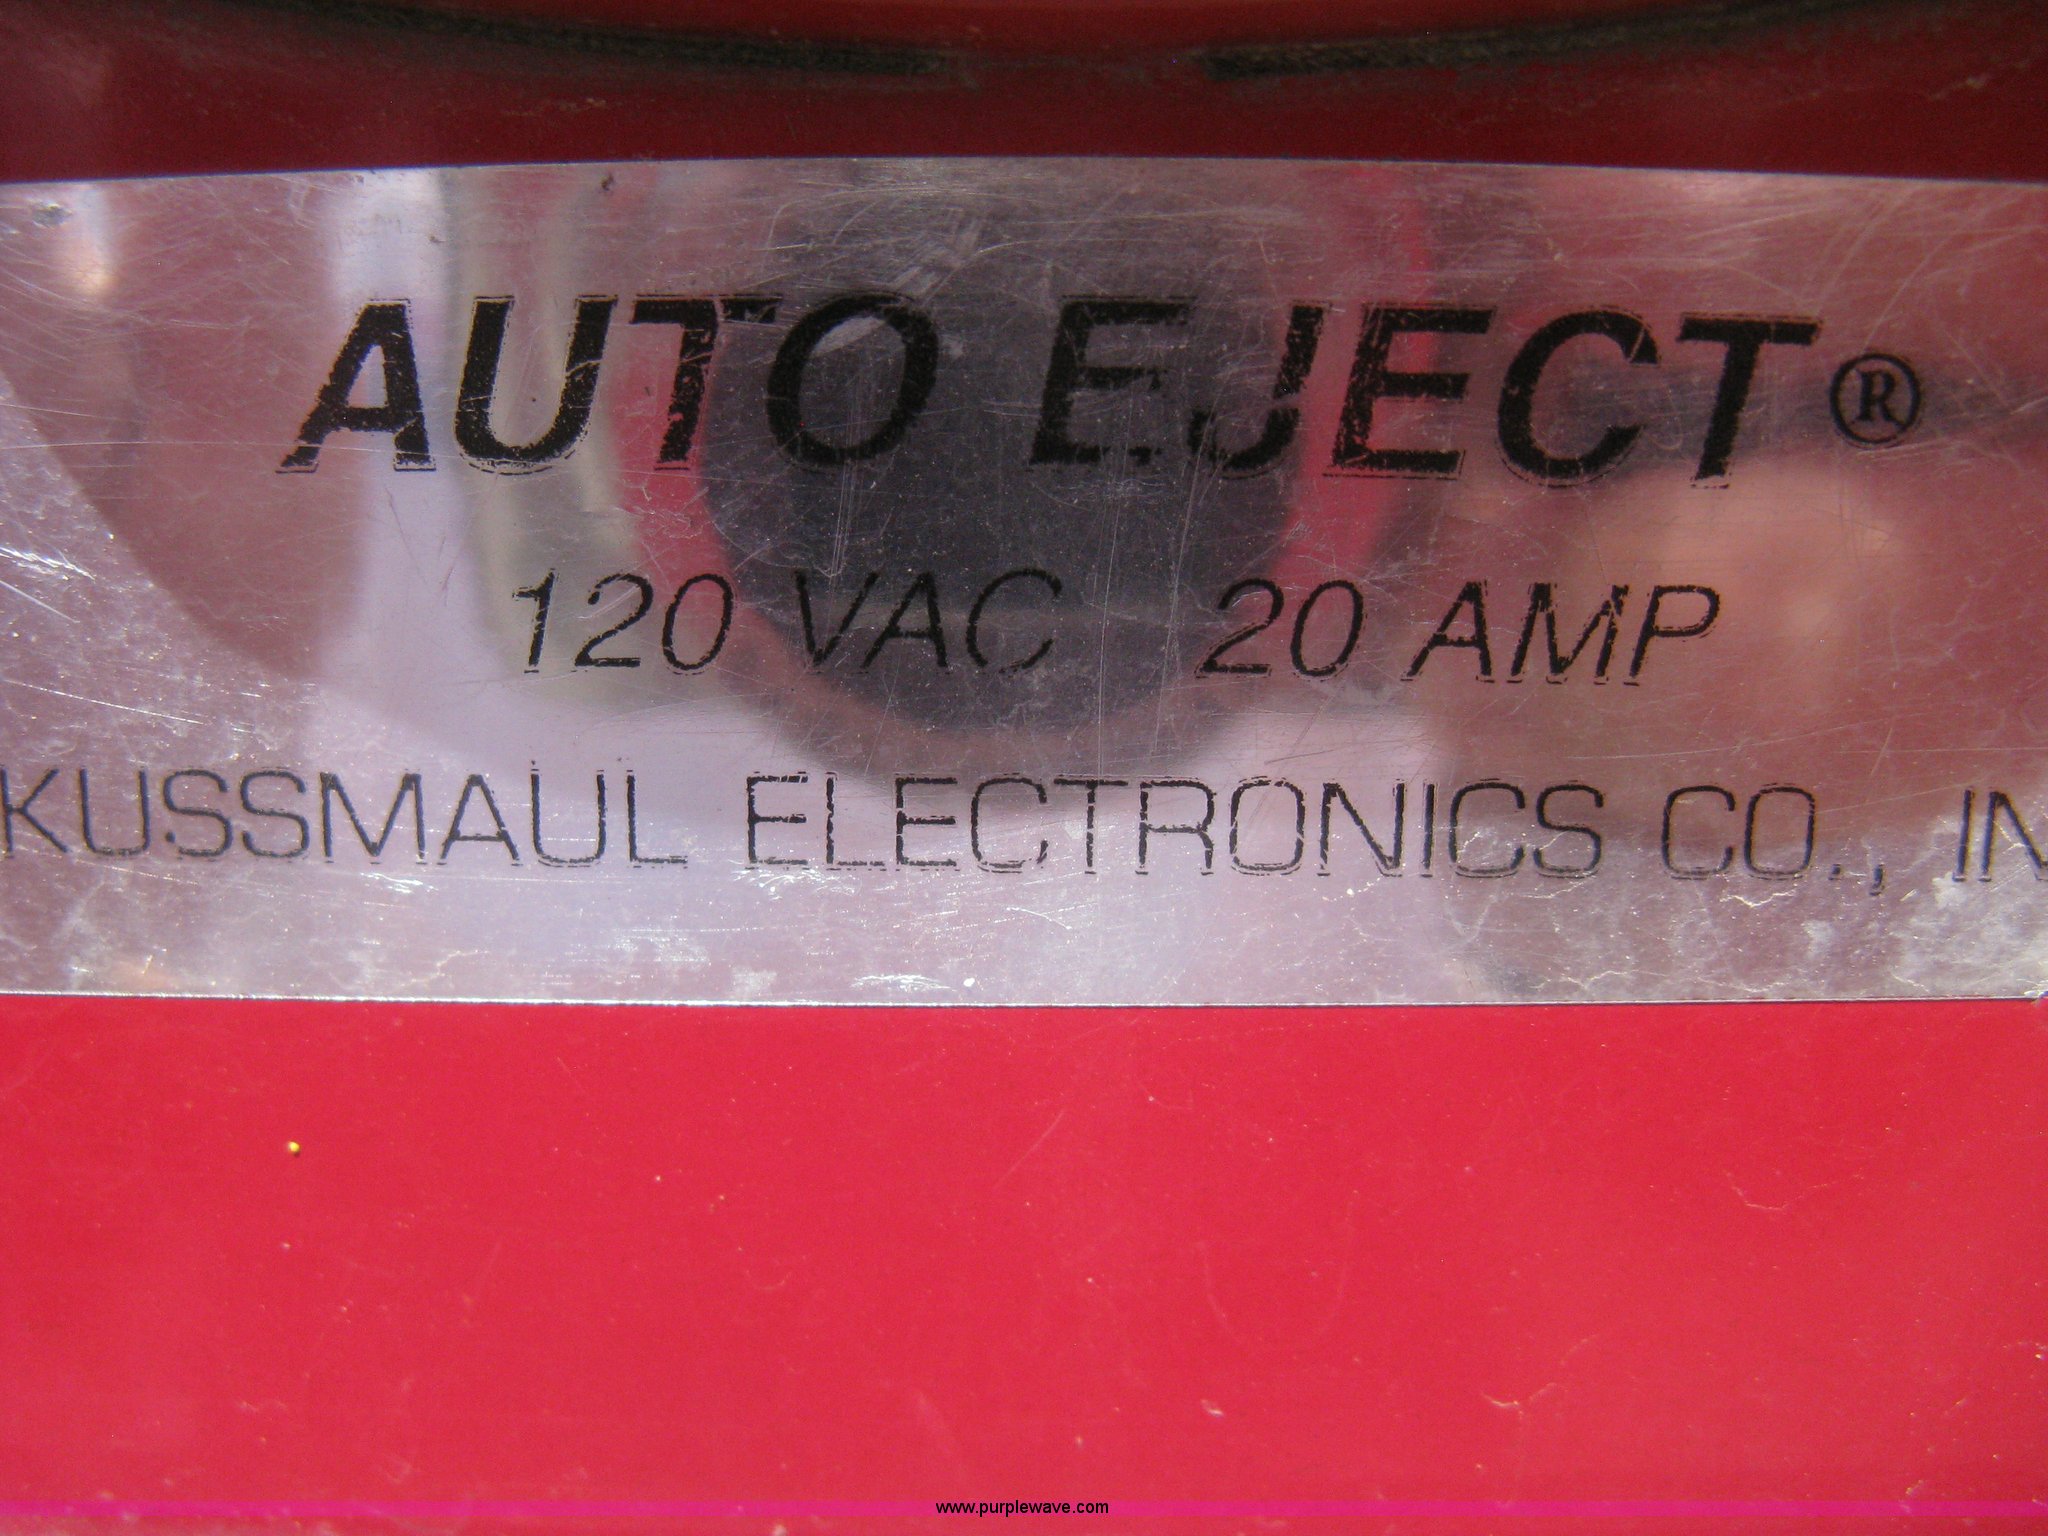 AUTO EJECT ®
120 VAC 20 AMP
KUSSMAUL ELECTRONICS CO., IN
www.purplewave.com